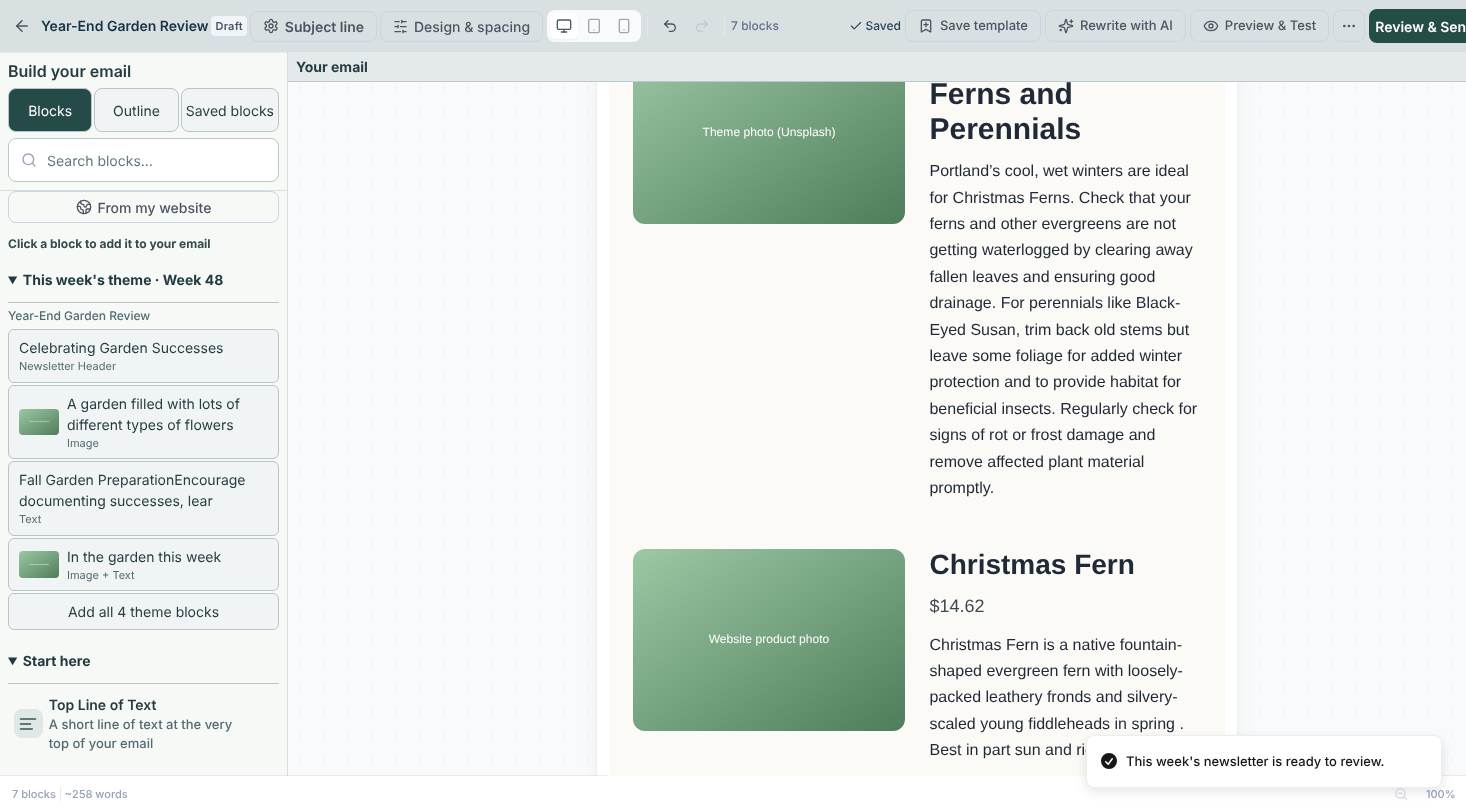 Year-End Garden Review
Draft
Subject line
Design & spacing
7 blocks
Saved
Save template
Rewrite with AI
Preview & Test
Review & Sen
Build your email
Blocks
Outline
Saved blocks
Search blocks...
From my website
Click a block to add it to your email
This week's theme · Week 48
Year-End Garden Review
Celebrating Garden Successes
Newsletter Header
A garden filled with lots of
different types of flowers
Image
Fall Garden PreparationEncourage
documenting successes, lear
Text
In the garden this week
Image + Text
Add all 4 theme blocks
Start here
Top Line of Text
A short line of text at the very
top of your email
Your email
Theme photo (Unsplash)
Ferns and
Perennials
Portland’s cool, wet winters are ideal
for Christmas Ferns. Check that your
ferns and other evergreens are not
getting waterlogged by clearing away
fallen leaves and ensuring good
drainage. For perennials like Black-
Eyed Susan, trim back old stems but
leave some foliage for added winter
protection and to provide habitat for
beneficial insects. Regularly check for
signs of rot or frost damage and
remove affected plant material
promptly.
Website product photo
Christmas Fern
$14.62
Christmas Fern is a native fountain-
shaped evergreen fern with loosely-
packed leathery fronds and silvery-
scaled young fiddleheads in spring .
Best in part sun and ri
This week's newsletter is ready to review.
7 blocks
~258 words
100%